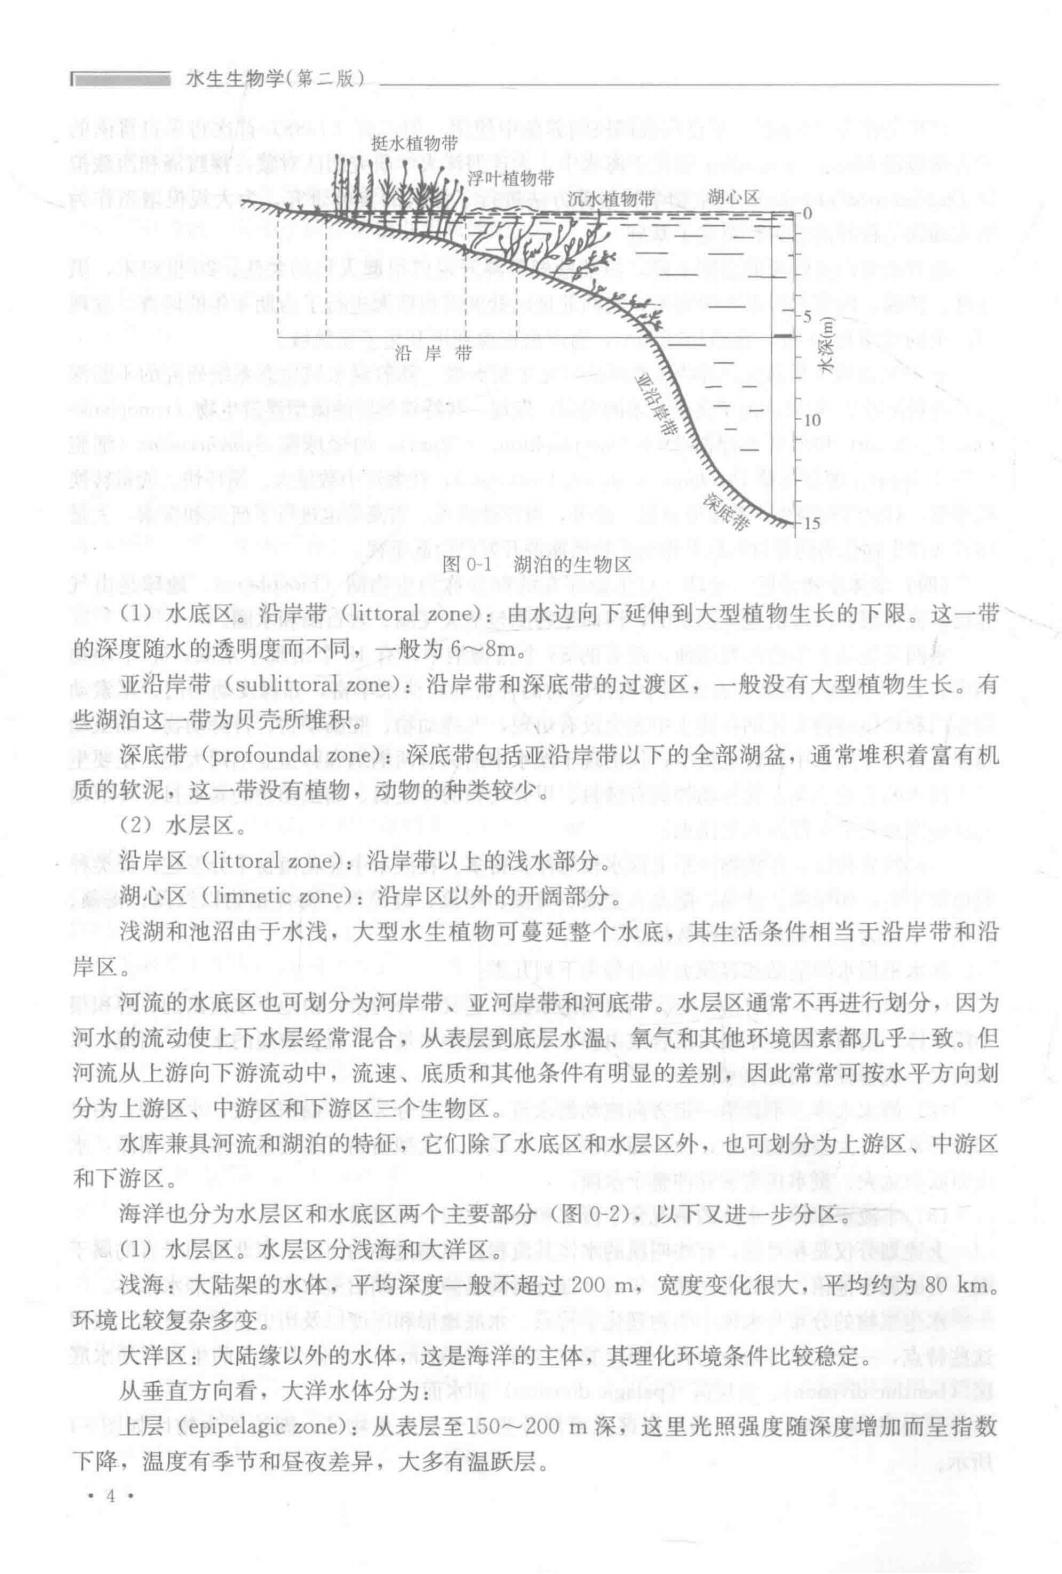 水生生物学(第二版)
挺水植物带
浮叶植物带
沉水植物带
湖心区
0
5
10
15
水深(m)
沿岸带
亚沿岸带
深底带
图 0-1 湖泊的生物区
(1) 水底区。沿岸带 (littoral zone)：由水边向下延伸到大型植物生长的下限。这一带
的深度随水的透明度而不同，一般为 6～8m。
亚沿岸带 (sublittoral zone)：沿岸带和深底带的过渡区，一般没有大型植物生长。有
些湖泊这一带为贝壳所堆积。
深底带 (profoundal zone)：深底带包括亚沿岸带以下的全部湖盆，通常堆积着富有机
质的软泥。这一带没有植物，动物的种类较少。
(2) 水层区。
沿岸区 (littoral zone)：沿岸带以上的浅水部分。
湖心区 (limnetic zone)：沿岸区以外的开阔部分。
浅湖和池沼由于水浅，大型水生植物可蔓延整个水底，其生活条件相当于沿岸带和沿
岸区。
河流的水底区也可划分为河岸带、亚河岸带和河底带。水层区通常不再进行划分，因为
河水的流动使上下水层经常混合，从表层到底层水温、氧气和其他环境因素都几乎一致。但
河流从上游向下游流动中，流速、底质和其他条件有明显的差别，因此常常可按水平方向划
分为上游区、中游区和下游区三个生物区。
水库兼具河流和湖泊的特征，它们除了水底区和水层区外，也可划分为上游区、中游区
和下游区。
海洋也分为水层区和水底区两个主要部分 (图 0-2)，以下又进一步分区。
(1) 水层区。水层区分浅海和大洋区。
浅海：大陆架的水体，平均深度一般不超过 200 m，宽度变化很大，平均约为 80 km。
环境比较复杂多变。
大洋区：大陆缘以外的水体，这是海洋的主体，其理化环境条件比较稳定。
从垂直方向看，大洋水体分为：
上层 (epipelagic zone)：从表层至150～200 m 深，这里光照强度随深度增加而呈指数
下降，温度有季节和昼夜差异，大多有温跃层。
· 4 ·